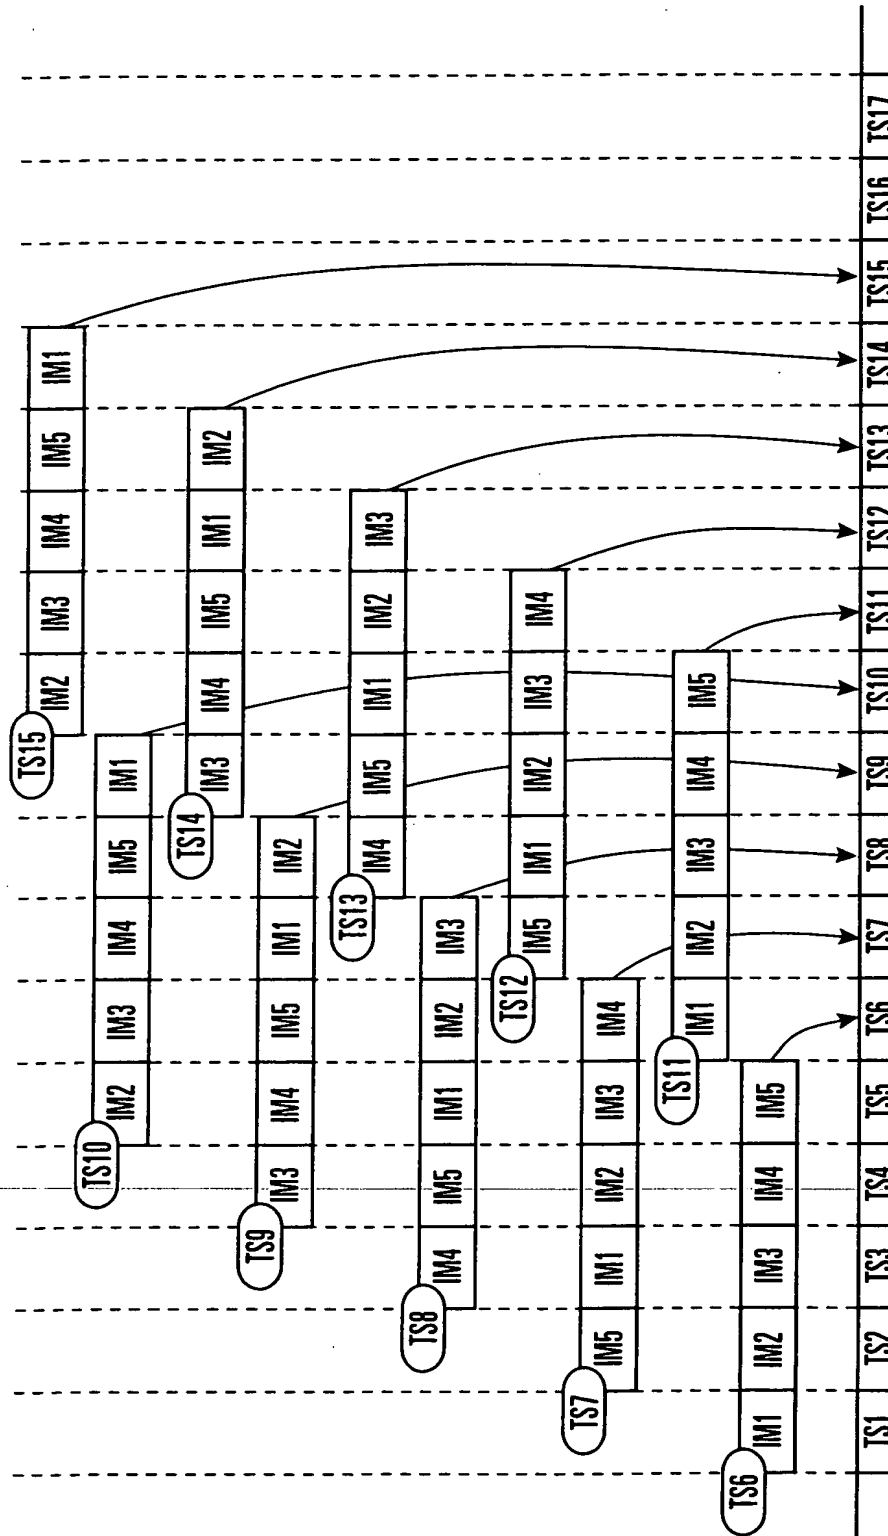 TS15
IM2 IM3 IM4 IM5 IM1
TS10
IM2 IM3 IM4 IM5 IM1
TS14
IM3 IM4 IM5 IM1 IM2
TS9
IM3 IM4 IM5 IM1 IM2
TS13
IM4 IM5 IM1 IM2 IM3
TS8
IM4 IM5 IM1 IM2 IM3
TS12
IM5 IM1 IM2 IM3 IM4
TS7
IM5 IM1 IM2 IM3 IM4
TS11
IM1 IM2 IM3 IM4 IM5
TS6
IM1 IM2 IM3 IM4 IM5
TS1 TS2 TS3 TS4 TS5 TS6 TS7 TS8 TS9 TS10 TS11 TS12 TS13 TS14 TS15 TS16 TS17